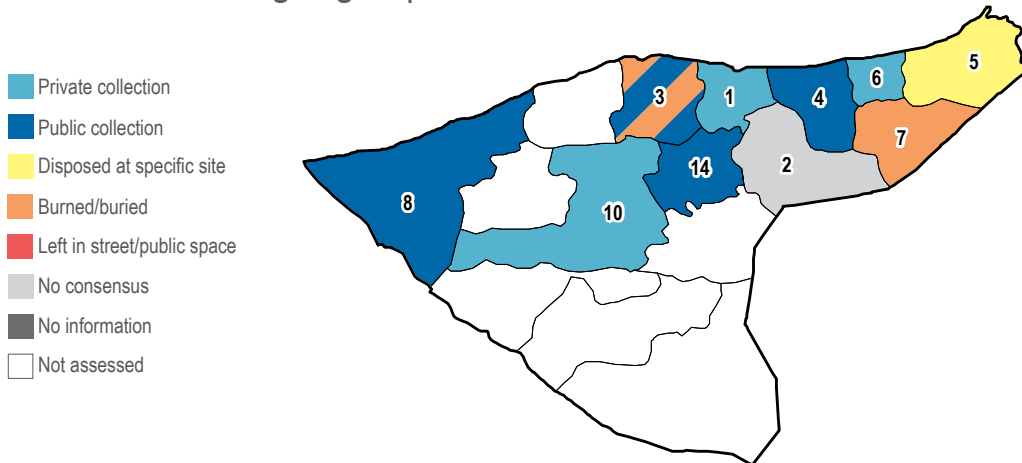 Private collection
Public collection
Disposed at specific site
Burned/buried
Left in street/public space
No consensus
No information
Not assessed
3
1
4
6
5
7
2
14
10
8